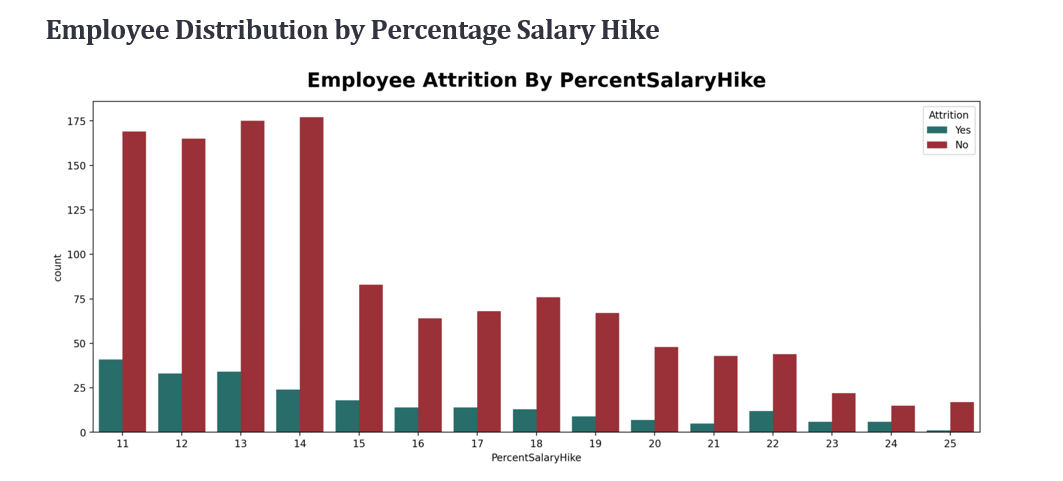 Employee Distribution by Percentage Salary Hike
Employee Attrition By PercentSalaryHike
Attrition
Yes
No
175
150
125
100
75
50
25
0
count
11 12 13 14 15 16 17 18 19 20 21 22 23 24 25
PercentSalaryHike